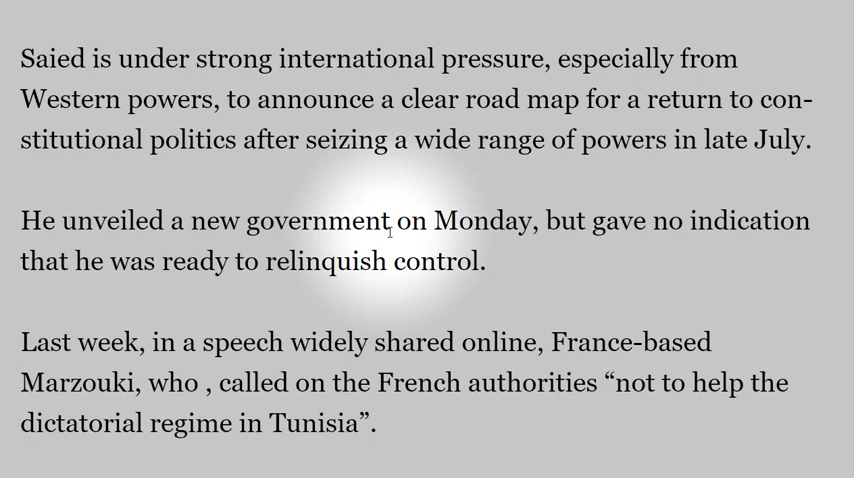 Saied is under strong international pressure, especially from
Western powers, to announce a clear road map for a return to con-
stitutional politics after seizing a wide range of powers in late July.
He unveiled a new government on Monday, but gave no indication
that he was ready to relinquish control.
Last week, in a speech widely shared online, France-based
Marzouki, who , called on the French authorities “not to help the
dictatorial regime in Tunisia”.